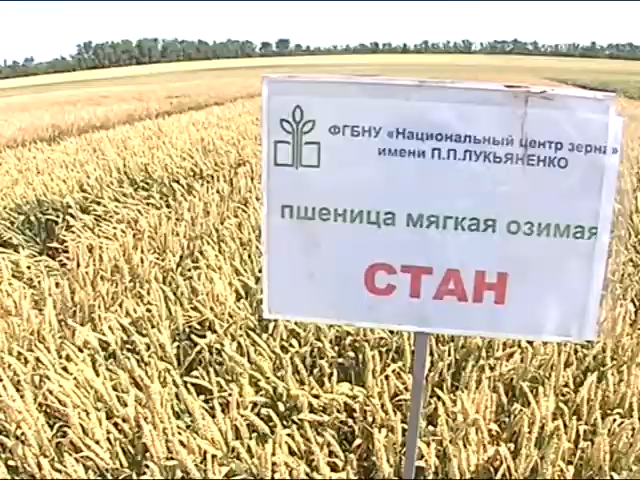 ФГБНУ «Национальный центр зерна»
имени П.П.ЛУКЬЯНЕНКО
пшеница мягкая озимая
СТАН